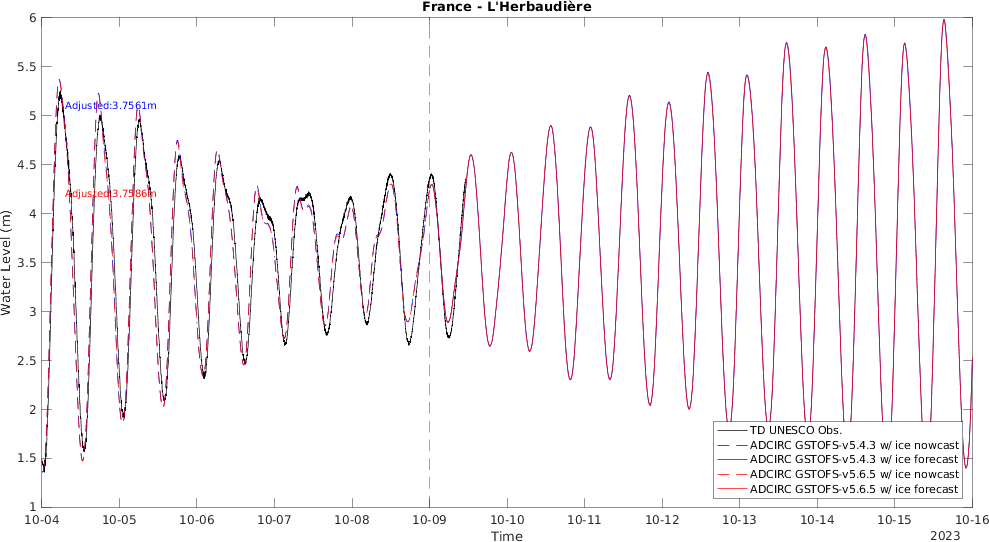 France - L'Herbaudière
Water Level (m)
6
5.5
5
4.5
4
3.5
3
2.5
2
1.5
1
Adjusted:3.7561m
Adjusted:3.7586m
TD UNESCO Obs.
ADCIRC GSTOFS-v5.4.3 w/ ice nowcast
ADCIRC GSTOFS-v5.4.3 w/ ice forecast
ADCIRC GSTOFS-v5.6.5 w/ ice nowcast
ADCIRC GSTOFS-v5.6.5 w/ ice forecast
10-04 10-05 10-06 10-07 10-08 10-09 10-10 10-11 10-12 10-13 10-14 10-15 10-16
Time
2023